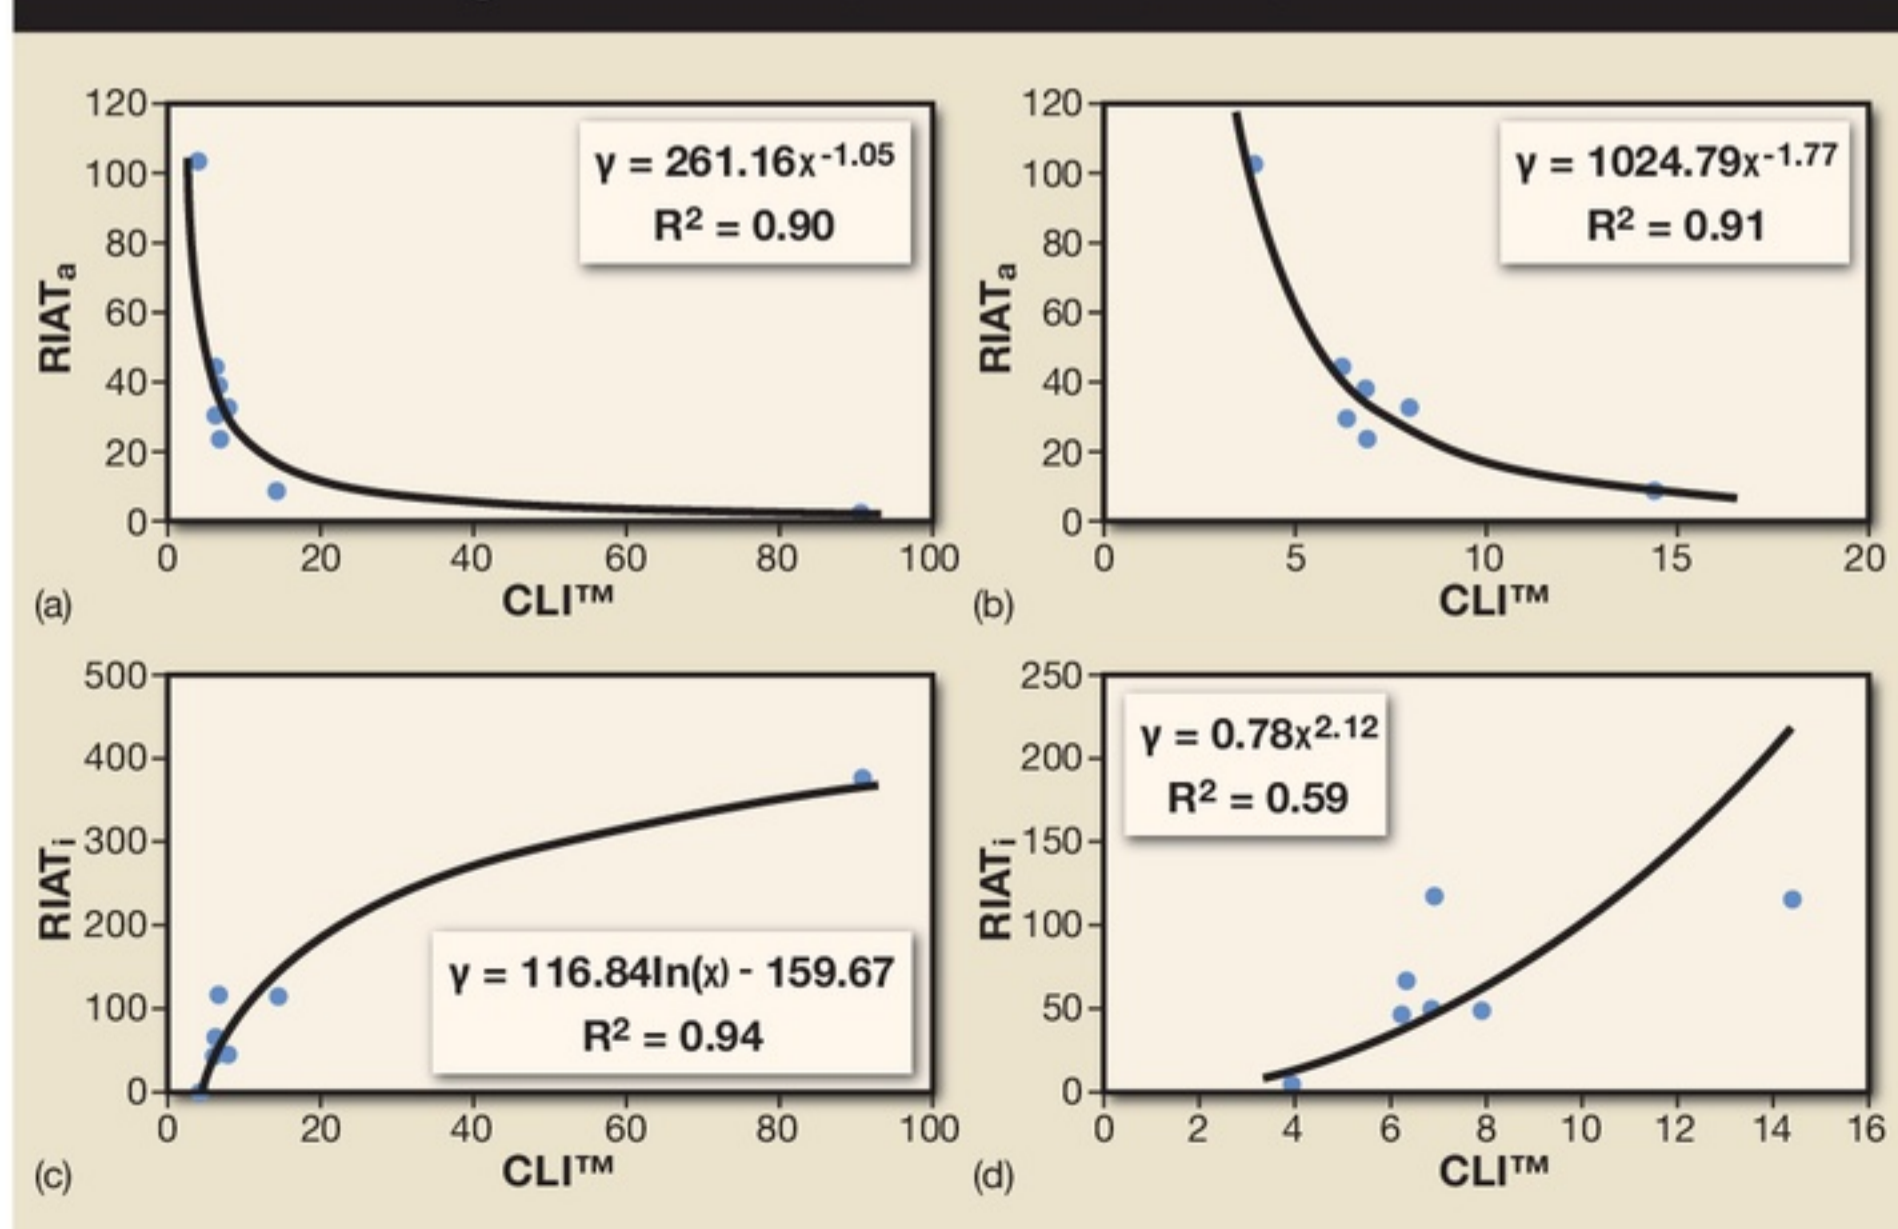 120
100
80
60
40
20
0
RIATa
γ = 261.16x-1.05
R2 = 0.90
0 20 40 60 80 100
CLI™
(a)
120
100
80
60
40
20
0
RIATa
γ = 1024.79x-1.77
R2 = 0.91
0 5 10 15 20
CLI™
(b)
500
400
300
200
100
0
RIATi
γ = 116.84ln(x) - 159.67
R2 = 0.94
0 20 40 60 80 100
CLI™
(c)
250
200
150
100
50
0
RIATi
γ = 0.78x2.12
R2 = 0.59
0 2 4 6 8 10 12 14 16
CLI™
(d)